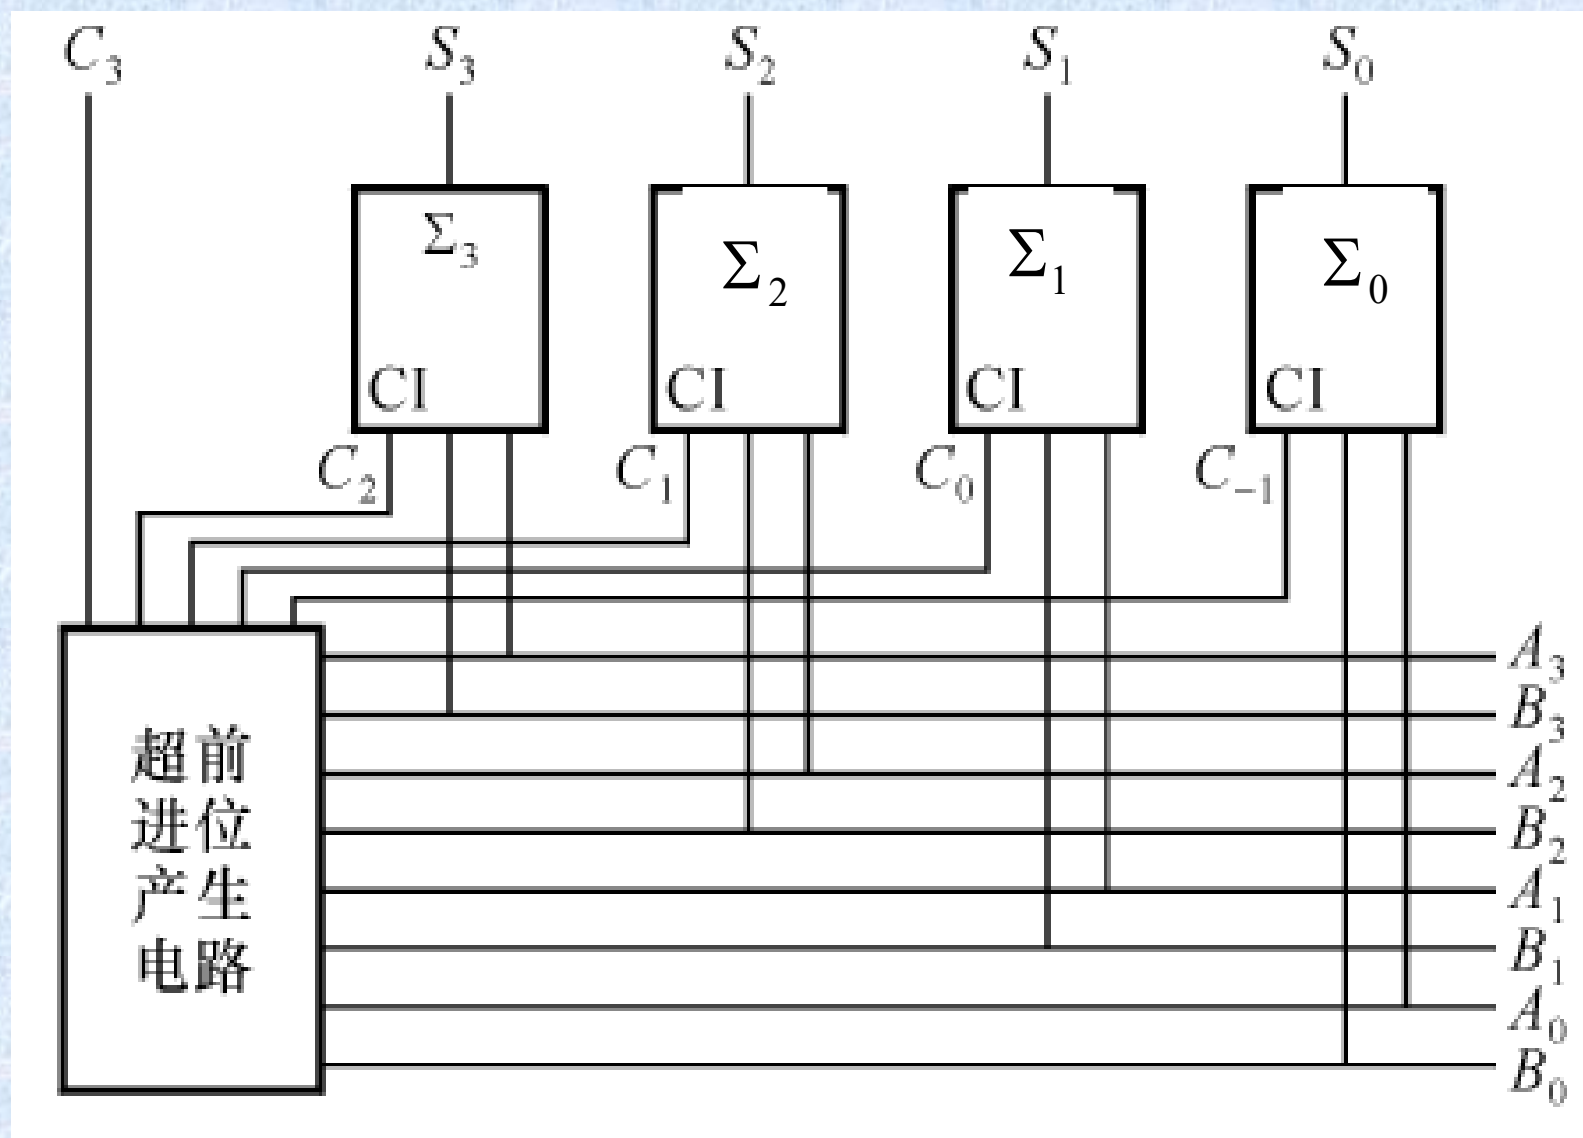 C₃ S₃ S₂ S₁ S₀
Σ₃ Σ₂ Σ₁ Σ₀
CI CI CI CI
C₂ C₁ C₀ C₋₁
A₃
B₃
A₂
B₂
A₁
B₁
A₀
B₀
超前
进位
产生
电路